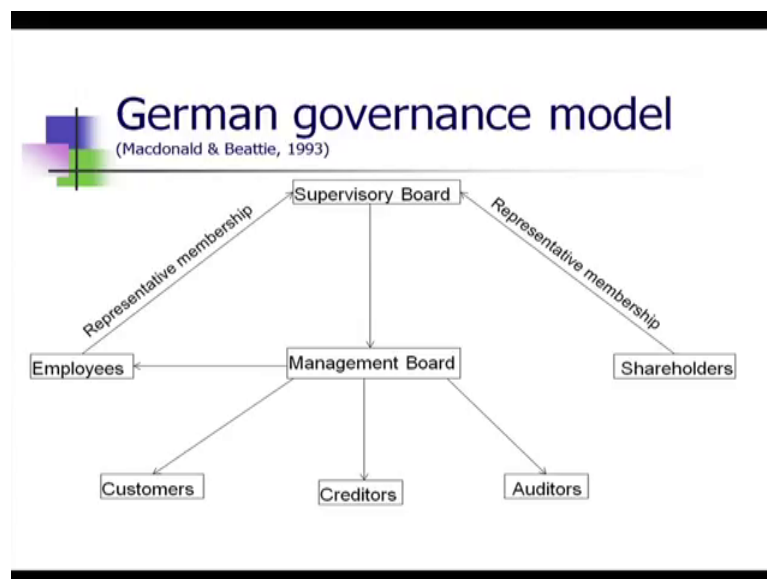 German governance model
(Macdonald & Beattie, 1993)
Supervisory Board
Representative membership
Representative membership
Employees
Management Board
Shareholders
Customers
Creditors
Auditors